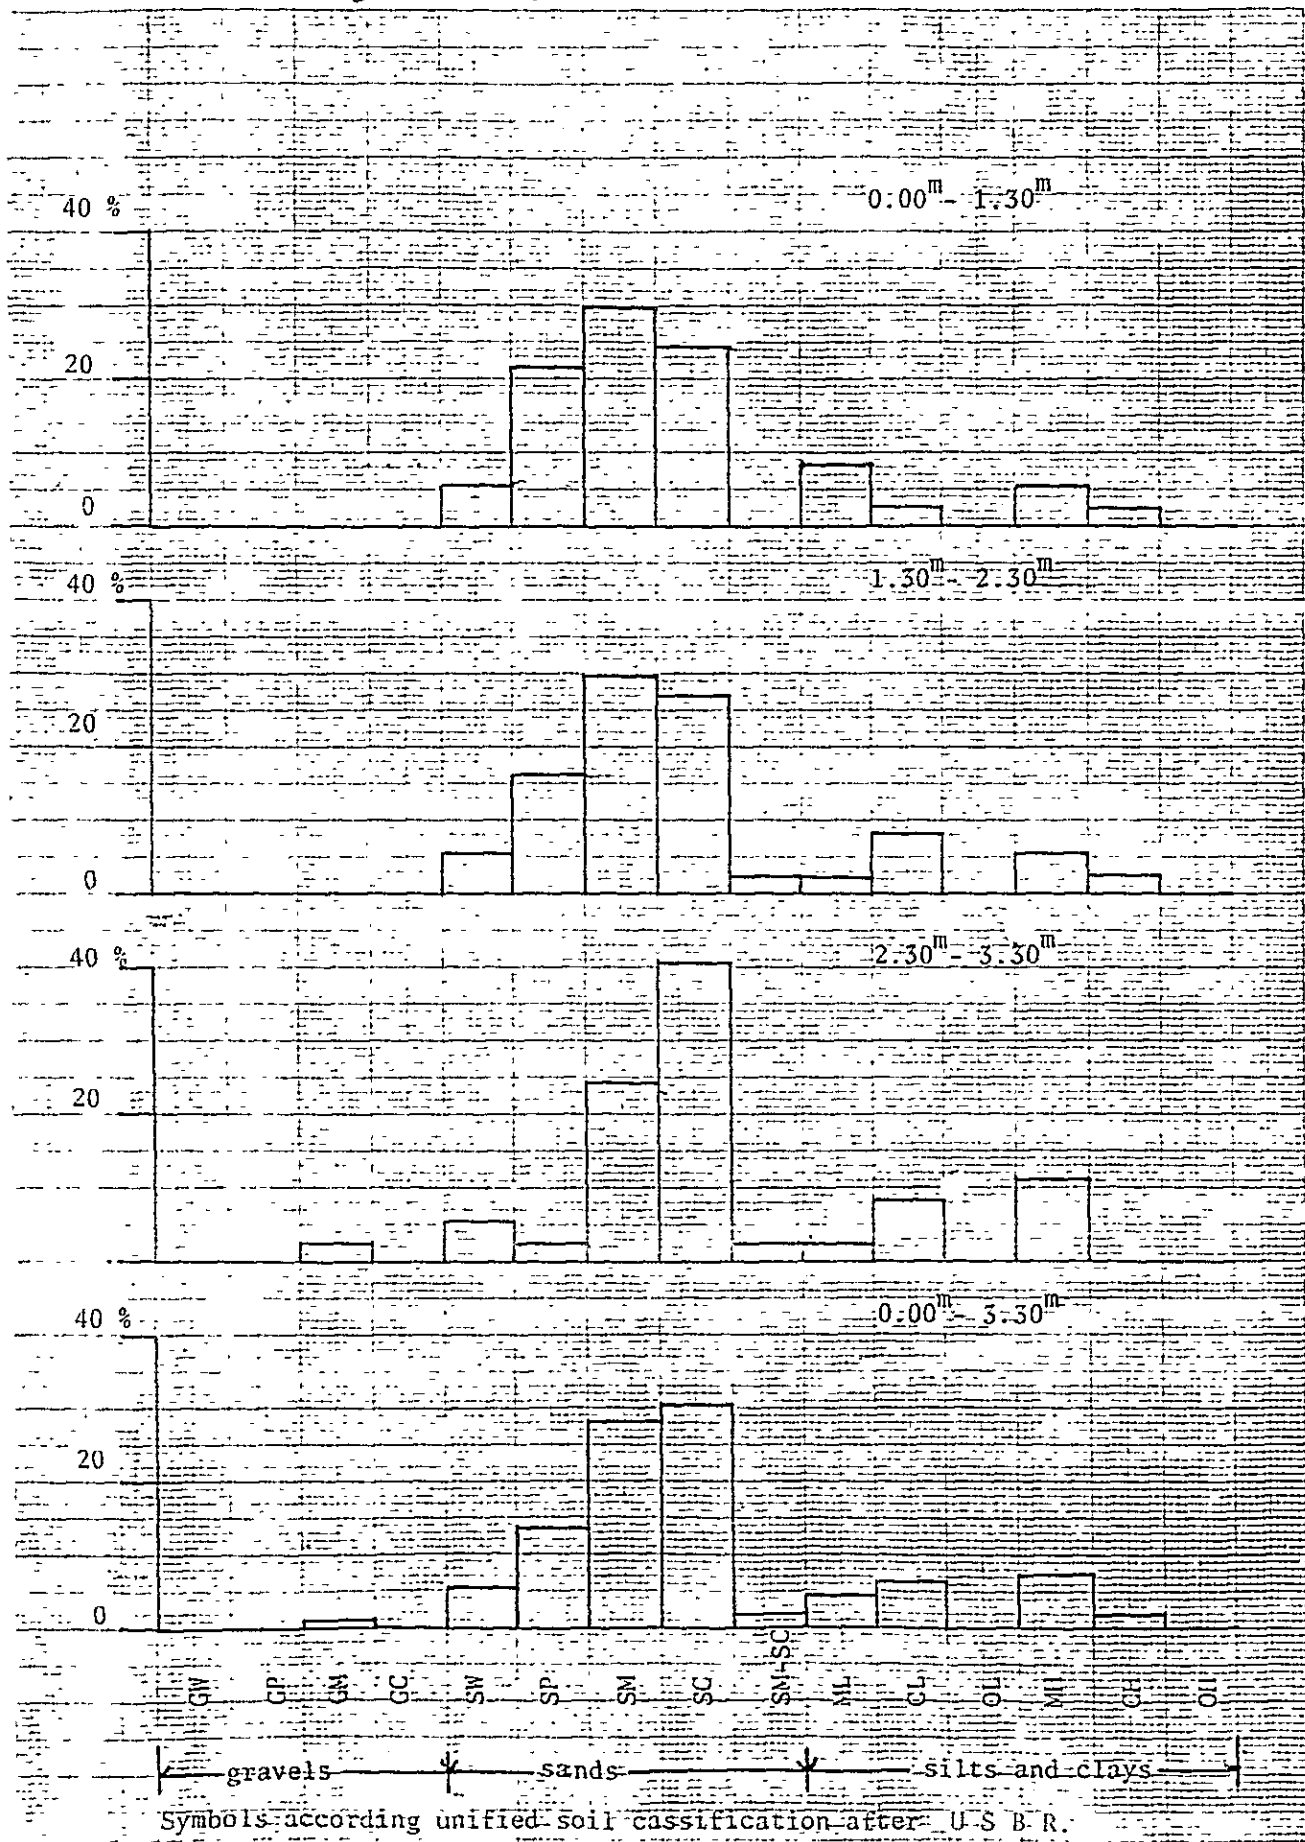 0.00m - 1.30m
40 %
20
0
1.30m - 2.30m
40 %
20
0
2.30m - 3.30m
40 %
20
0.00m - 3.30m
40 %
20
0
GW GP GM GC SW SP SM SC SM-SC ML CL OL MH CH OH
gravels sands silts and clays
Symbols according unified soil cassification after U S B R.